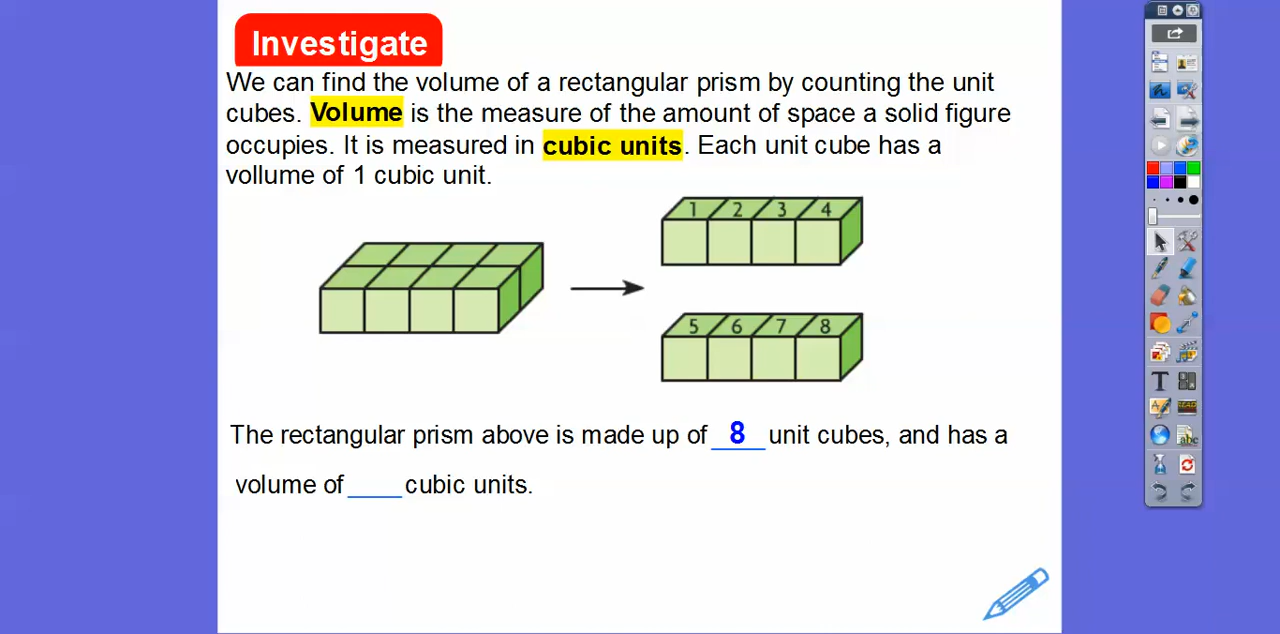 Investigate
We can find the volume of a rectangular prism by counting the unit
cubes. Volume is the measure of the amount of space a solid figure
occupies. It is measured in cubic units. Each unit cube has a
vollume of 1 cubic unit.
1 2 3 4
5 6 7 8
The rectangular prism above is made up of 8 unit cubes, and has a
volume of ____ cubic units.
T
abc